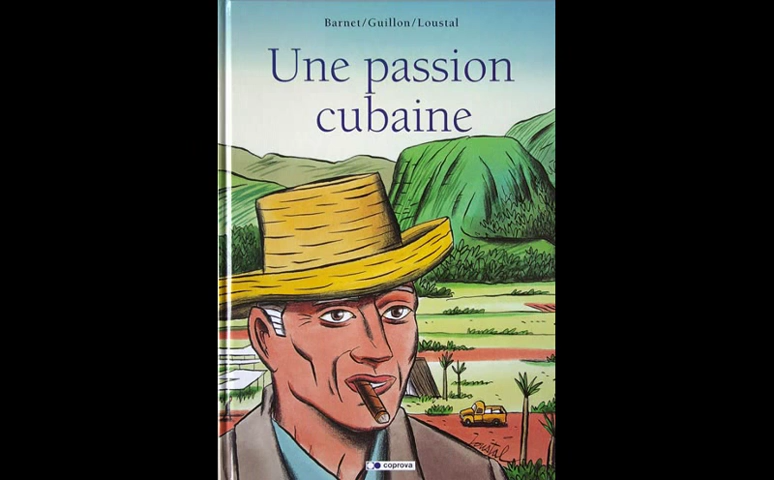 Barnet/Guillon/Loustal
Une passion
cubaine
Loustal
coprova